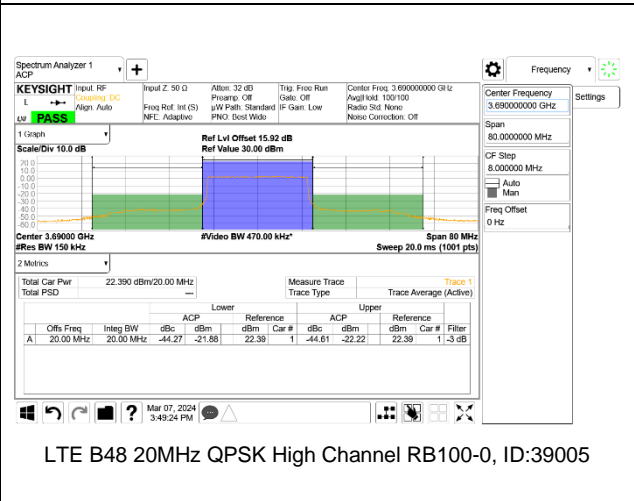 Spectrum Analyzer 1
ACP
Frequency
KEYSIGHT
Input: RF
Coupling: DC
Align: Auto
Input Z: 50 Ω
Freq Ref: Int (S)
NFE: Adaptive
Atten: 32 dB
Preamp: Off
µW Path: Standard
PNO: Best Wide
Trig: Free Run
Gate: Off
IF Gain: Low
Center Freq: 3.690000000 GHz
Avg|Hold: 100/100
Radio Std: None
Noise Correction: Off
L
PASS
Center Frequency
3.690000000 GHz
Settings
Span
80.0000000 MHz
CF Step
8.000000 MHz
Auto
Man
Freq Offset
0 Hz
1 Graph
Scale/Div 10.0 dB
Ref Lvl Offset 15.92 dB
Ref Value 30.00 dBm
20.0
10.0
0.00
-10.0
-20.0
-30.0
-40.0
-50.0
-60.0
Center 3.69000 GHz
#Video BW 470.00 kHz*
Span 80 MHz
#Res BW 150 kHz
Sweep 20.0 ms (1001 pts)
2 Metrics
Total Car Pwr 22.390 dBm/20.00 MHz
Total PSD ---
Measure Trace Trace 1
Trace Type Trace Average (Active)
Lower Upper
ACP Reference ACP Reference
Offs Freq Integ BW dBc dBm dBm Car # dBc dBm dBm Car # Filter
A 20.00 MHz 20.00 MHz -44.27 -21.88 22.39 1 -44.61 -22.22 22.39 1 -3 dB
Mar 07, 2024
3:49:24 PM
LTE B48 20MHz QPSK High Channel RB100-0, ID:39005